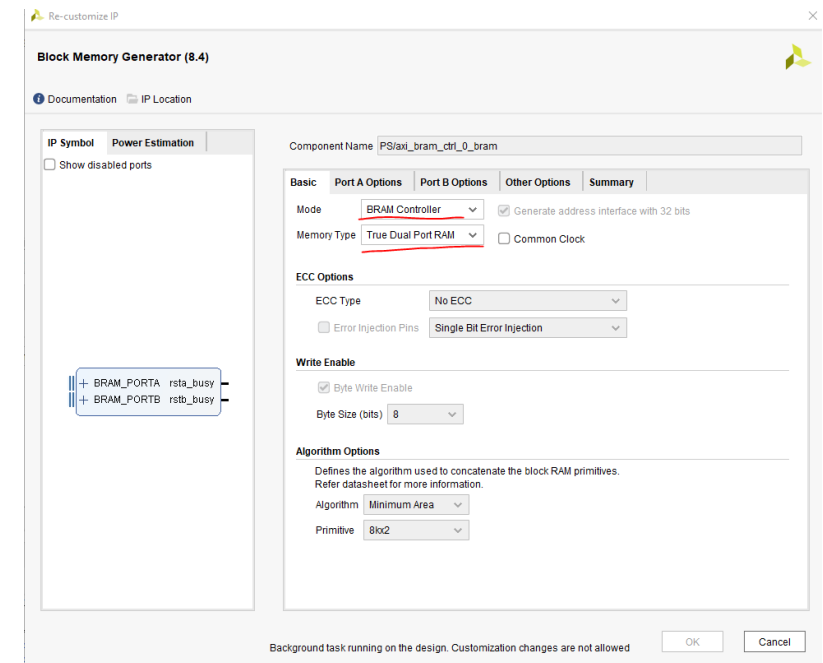 Re-customize IP
Block Memory Generator (8.4)
Documentation IP Location
IP Symbol Power Estimation
Show disabled ports
BRAM_PORTA rsta_busy
BRAM_PORTB rstb_busy
Component Name PS/axi_bram_ctrl_0_bram
Basic Port A Options Port B Options Other Options Summary
Mode BRAM Controller Generate address interface with 32 bits
Memory Type True Dual Port RAM Common Clock
ECC Options
ECC Type No ECC
Error Injection Pins Single Bit Error Injection
Write Enable
Byte Write Enable
Byte Size (bits) 8
Algorithm Options
Defines the algorithm used to concatenate the block RAM primitives.
Refer datasheet for more information.
Algorithm Minimum Area
Primitive 8kx2
Background task running on the design. Customization changes are not allowed OK Cancel